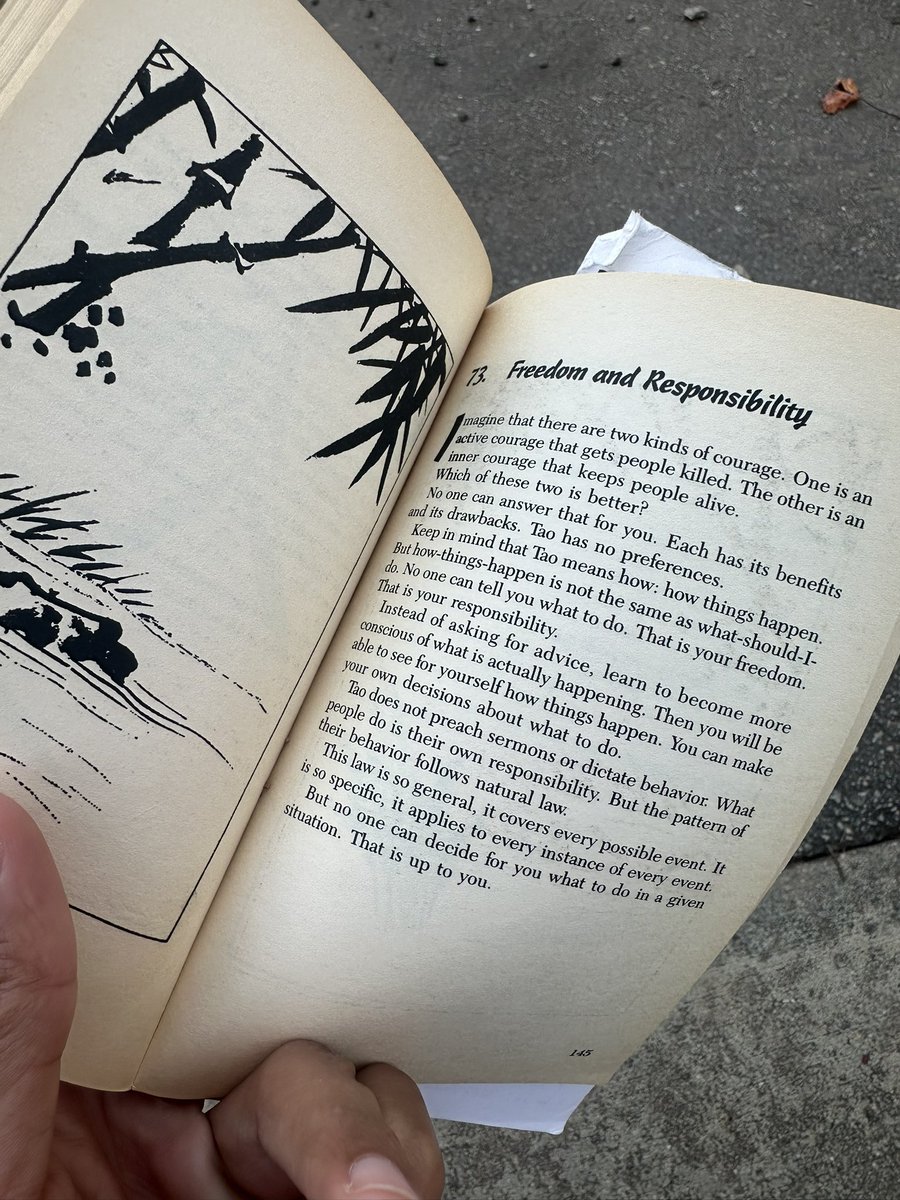 73. Freedom and Responsibility
Imagine that there are two kinds of courage. One is an
active courage that gets people killed. The other is an
inner courage that keeps people alive.
Which of these two is better?
No one can answer that for you. Each has its benefits
and its drawbacks. Tao has no preferences.
Keep in mind that Tao means how: how things happen.
But how-things-happen is not the same as what-should-I-
do. No one can tell you what to do. That is your freedom.
That is your responsibility.
Instead of asking for advice, learn to become more
conscious of what is actually happening. Then you will be
able to see for yourself how things happen. You can make
your own decisions about what to do.
Tao does not preach sermons or dictate behavior. What
people do is their own responsibility. But the pattern of
their behavior follows natural law.
This law is so general, it covers every possible event. It
is so specific, it applies to every instance of every event.
But no one can decide for you what to do in a given
situation. That is up to you.
145